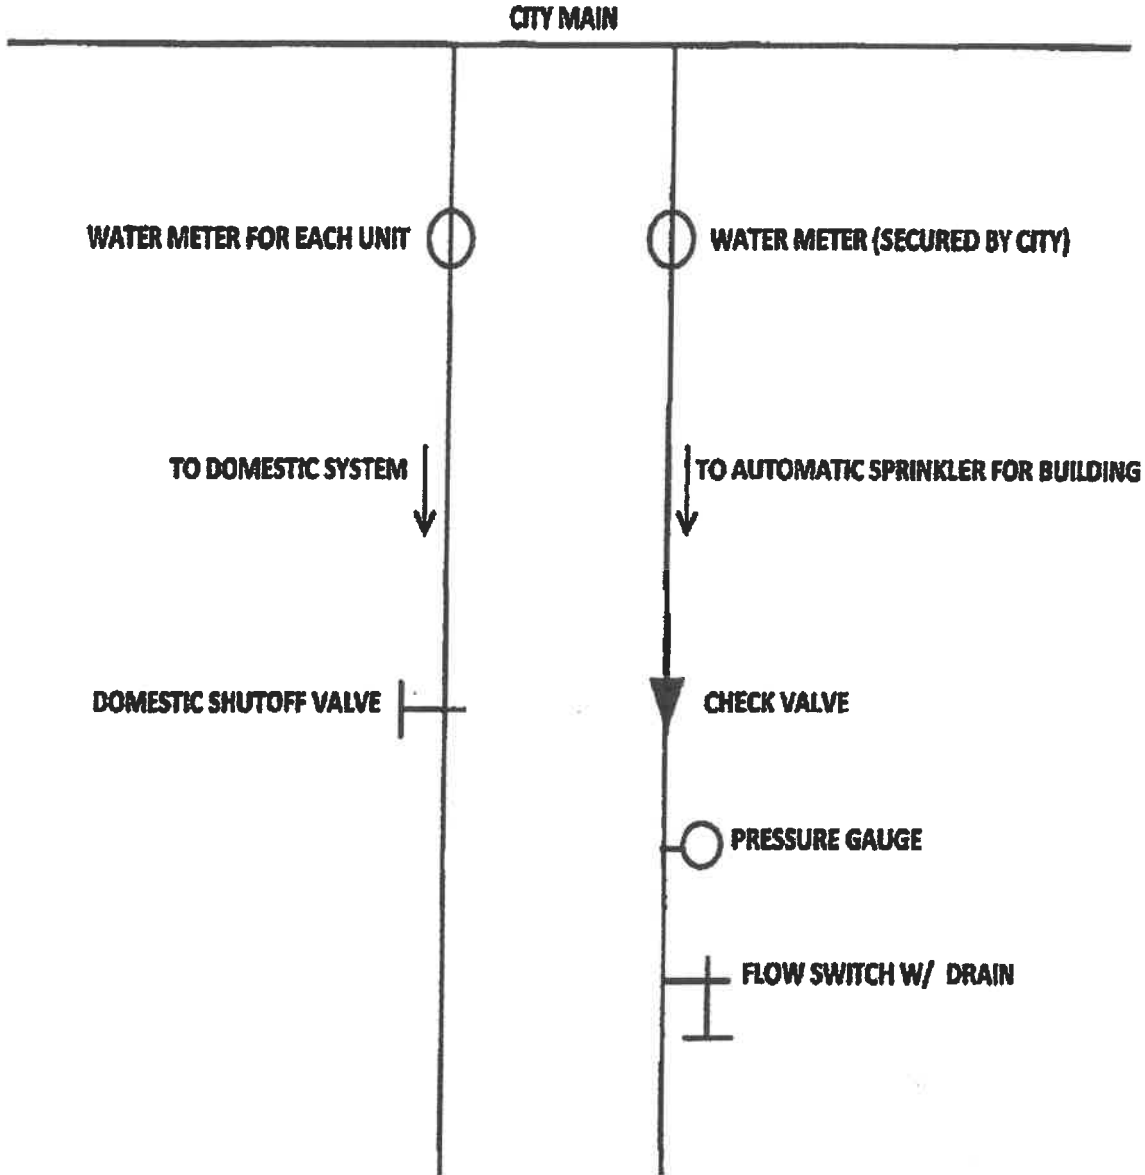 CITY MAIN
WATER METER FOR EACH UNIT
WATER METER (SECURED BY CITY)
TO DOMESTIC SYSTEM
TO AUTOMATIC SPRINKLER FOR BUILDING
DOMESTIC SHUTOFF VALVE
CHECK VALVE
PRESSURE GAUGE
FLOW SWITCH W/ DRAIN